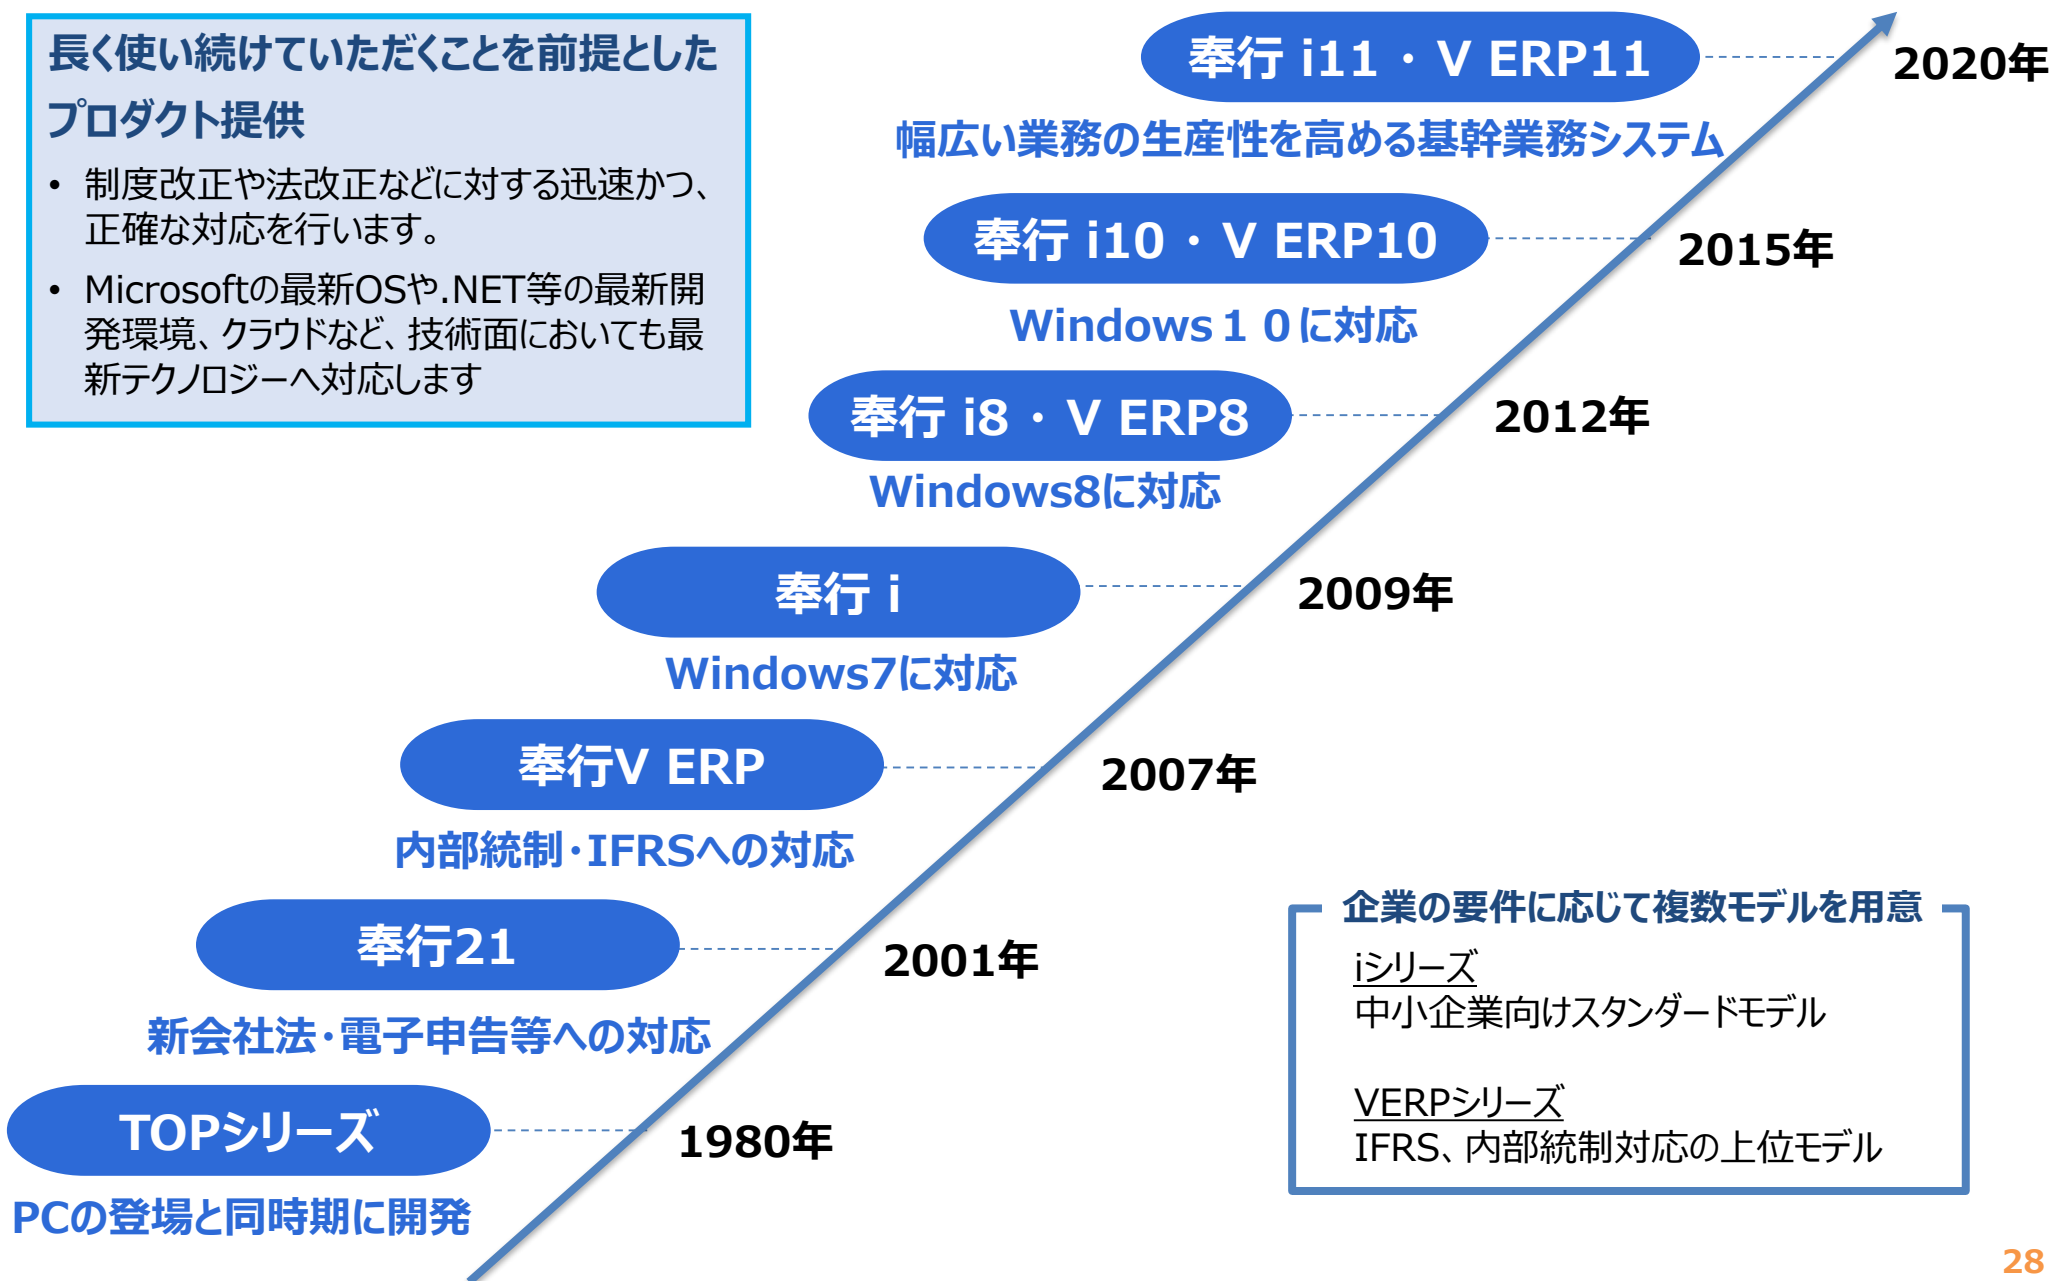 長く使い続けていただくことを前提とした
プロダクト提供
• 制度改正や法改正などに対する迅速かつ、
正確な対応を行います。
• Microsoftの最新OSや.NET等の最新開
発環境、クラウドなど、技術面においても最
新テクノロジーへ対応します
奉行 i11・V ERP11
2020年
幅広い業務の生産性を高める基幹業務システム
奉行 i10・V ERP10
2015年
Windows１０に対応
奉行 i8・V ERP8
2012年
Windows8に対応
奉行 i
2009年
Windows7に対応
奉行V ERP
2007年
内部統制・IFRSへの対応
奉行21
2001年
新会社法・電子申告等への対応
TOPシリーズ
1980年
PCの登場と同時期に開発
企業の要件に応じて複数モデルを用意
iシリーズ
中小企業向けスタンダードモデル
VERPシリーズ
IFRS、内部統制対応の上位モデル
28